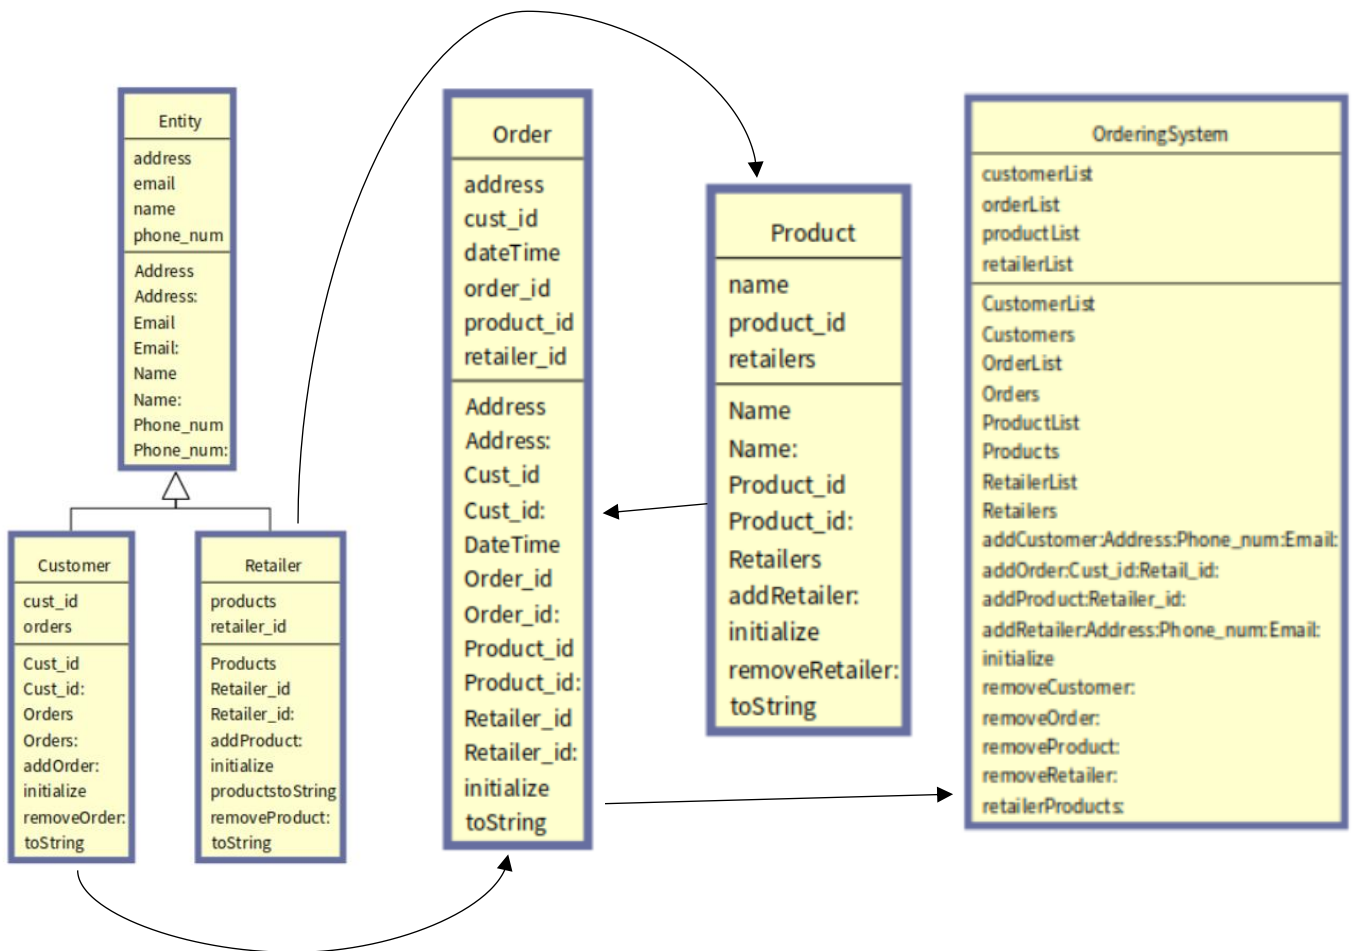 Entity
address
email
name
phone_num
Address
Address:
Email
Email:
Name
Name:
Phone_num
Phone_num:
Customer
cust_id
orders
Cust_id
Cust_id:
Orders
Orders:
addOrder:
initialize
removeOrder:
toString
Retailer
products
retailer_id
Products
Retailer_id
Retailer_id:
addProduct:
initialize
productstoString
removeProduct:
toString
Order
address
cust_id
dateTime
order_id
product_id
retailer_id
Address
Address:
Cust_id
Cust_id:
DateTime
Order_id
Order_id:
Product_id
Product_id:
Retailer_id
Retailer_id:
initialize
toString
Product
name
product_id
retailers
Name
Name:
Product_id
Product_id:
Retailers
addRetailer:
initialize
removeRetailer:
toString
OrderingSystem
customerList
orderList
productList
retailerList
CustomerList
Customers
OrderList
Orders
ProductList
Products
RetailerList
Retailers
addCustomer:Address:Phone_num:Email:
addOrder:Cust_id:Retail_id:
addProduct:Retailer_id:
addRetailer:Address:Phone_num:Email:
initialize
removeCustomer:
removeOrder:
removeProduct:
removeRetailer:
retailerProducts: